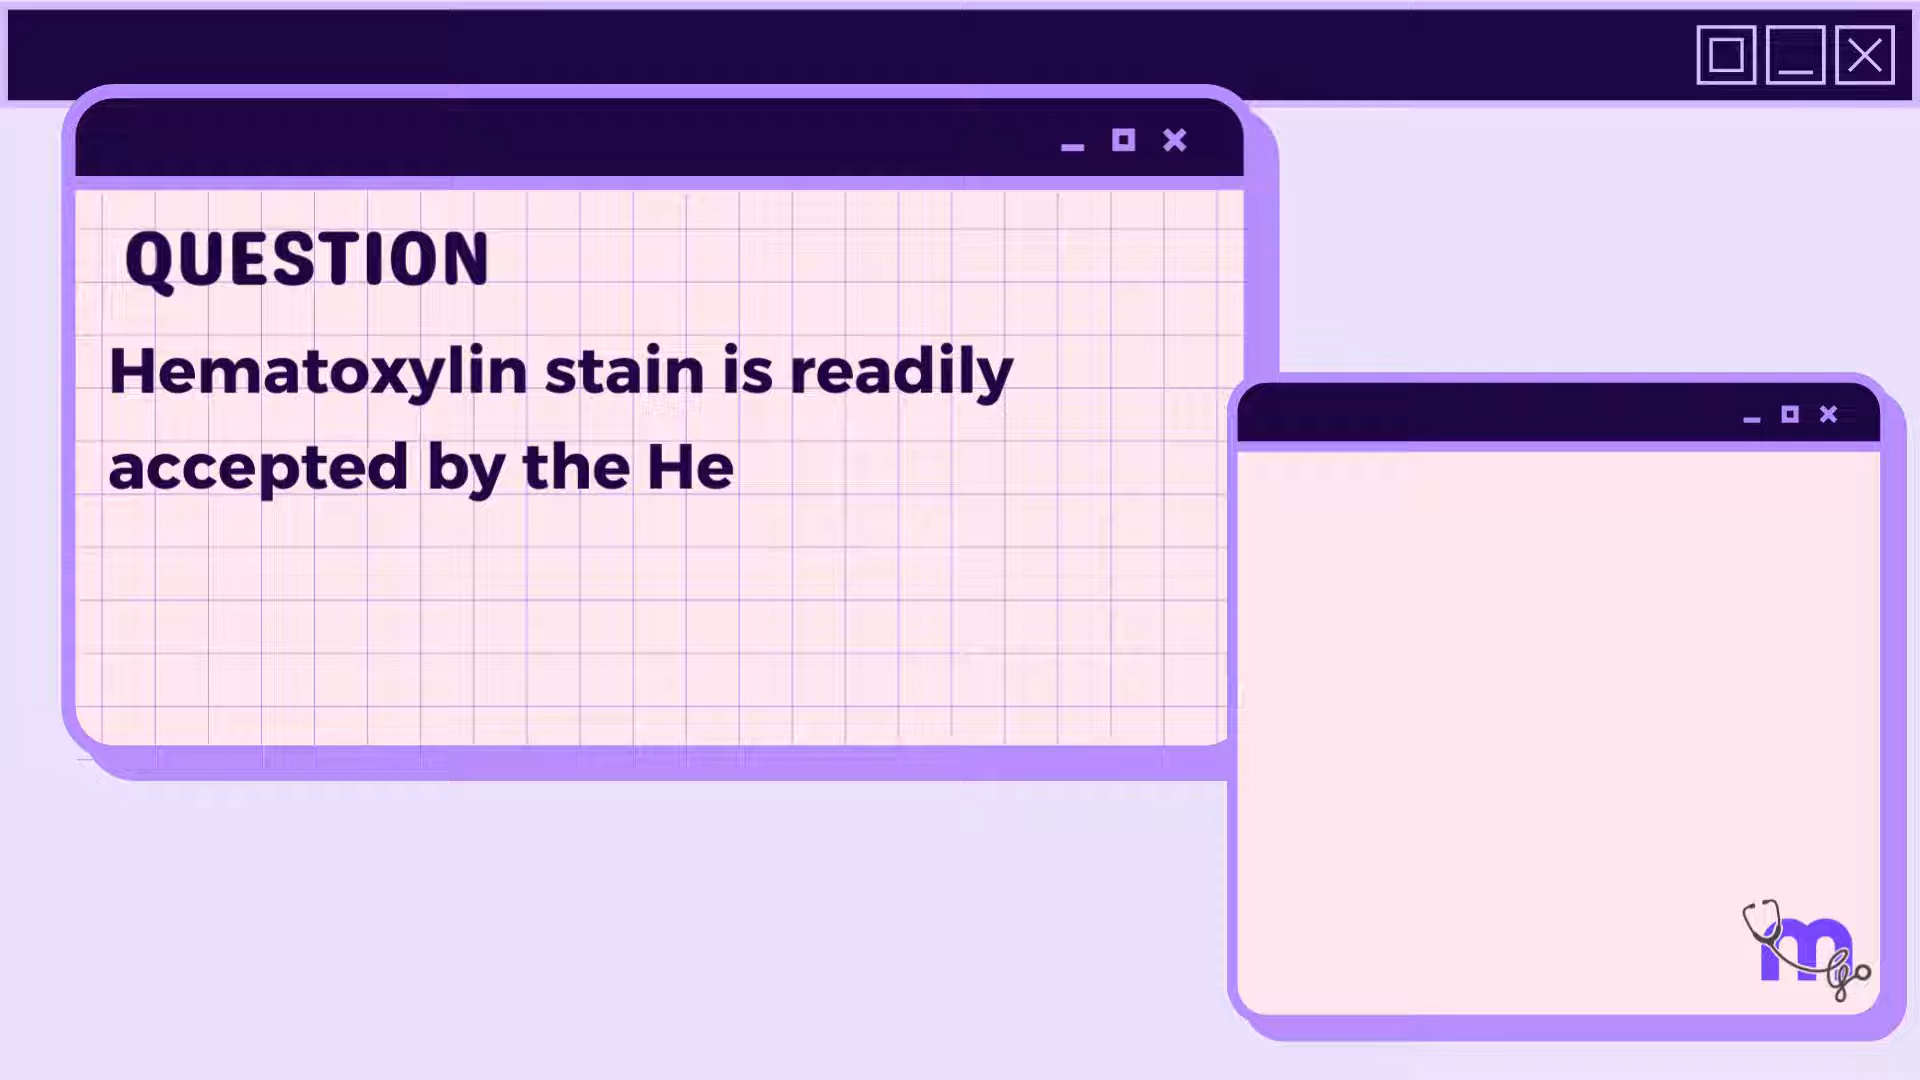 QUESTION
Hematoxylin stain is readily
accepted by the He
m